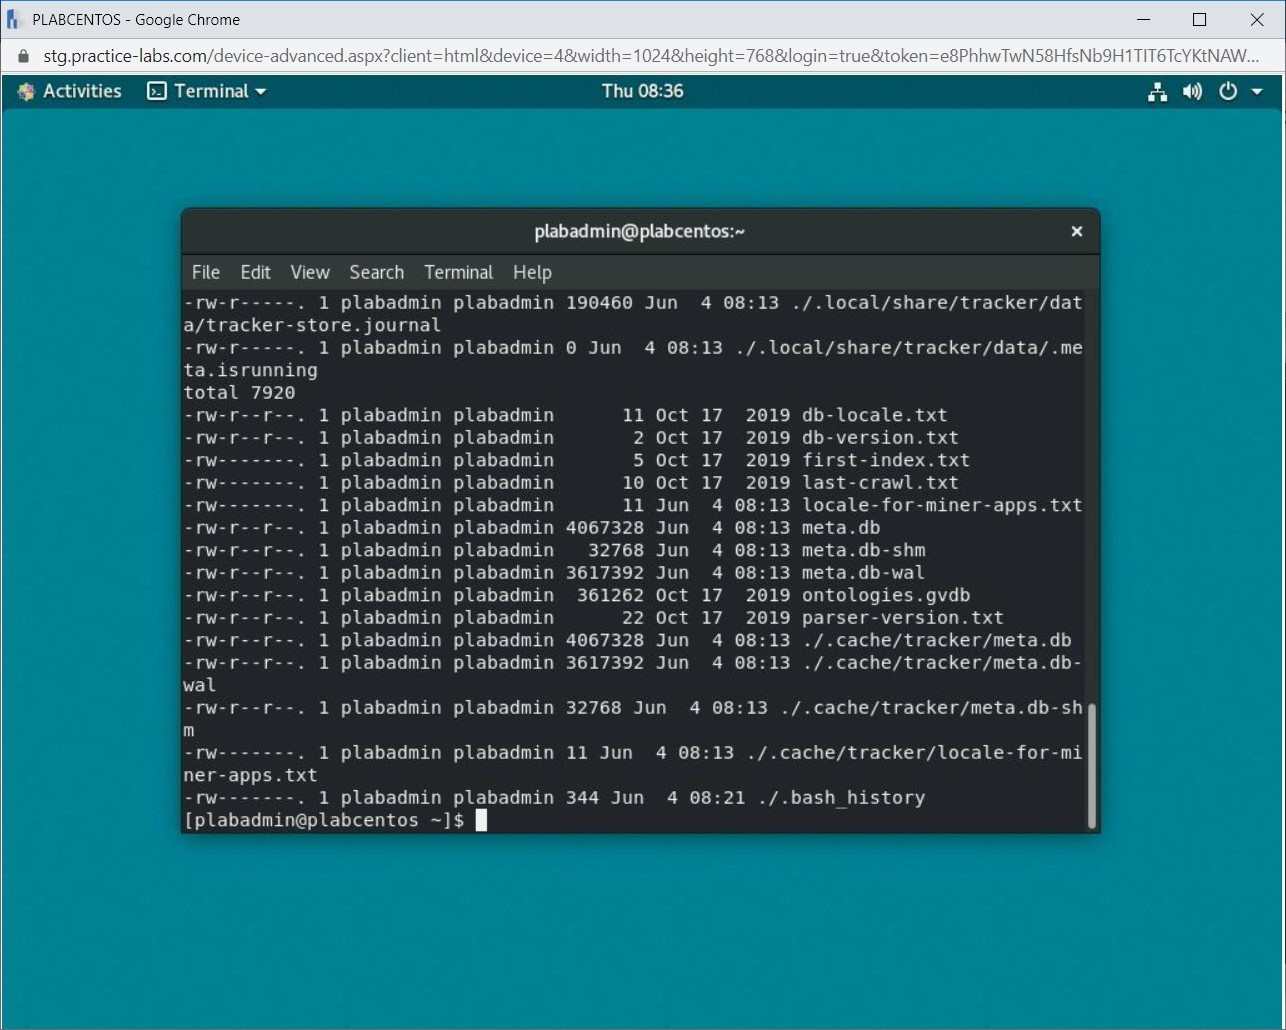 PLABCENTOS - Google Chrome
stg.practice-labs.com/device-advanced.aspx?client=html&device=4&width=1024&height=768&login=true&token=e8PhhwTwN58HfsNb9H1TIT6TcYKtNAW...
Activities Terminal Thu 08:36
plabadmin@plabcentos:~
File Edit View Search Terminal Help
-rw-r-----. 1 plabadmin plabadmin 190460 Jun  4 08:13 ./.local/share/tracker/dat
a/tracker-store.journal
-rw-r-----. 1 plabadmin plabadmin 0 Jun  4 08:13 ./.local/share/tracker/data/.me
ta.isrunning
total 7920
-rw-r--r--. 1 plabadmin plabadmin      11 Oct 17  2019 db-locale.txt
-rw-r--r--. 1 plabadmin plabadmin       2 Oct 17  2019 db-version.txt
-rw-------. 1 plabadmin plabadmin       5 Oct 17  2019 first-index.txt
-rw-------. 1 plabadmin plabadmin      10 Oct 17  2019 last-crawl.txt
-rw-------. 1 plabadmin plabadmin      11 Jun  4 08:13 locale-for-miner-apps.txt
-rw-r--r--. 1 plabadmin plabadmin 4067328 Jun  4 08:13 meta.db
-rw-r--r--. 1 plabadmin plabadmin   32768 Jun  4 08:13 meta.db-shm
-rw-r--r--. 1 plabadmin plabadmin 3617392 Jun  4 08:13 meta.db-wal
-rw-r--r--. 1 plabadmin plabadmin  361262 Oct 17  2019 ontologies.gvdb
-rw-r--r--. 1 plabadmin plabadmin      22 Oct 17  2019 parser-version.txt
-rw-r--r--. 1 plabadmin plabadmin 4067328 Jun  4 08:13 ./.cache/tracker/meta.db
-rw-r--r--. 1 plabadmin plabadmin 3617392 Jun  4 08:13 ./.cache/tracker/meta.db-
wal
-rw-r--r--. 1 plabadmin plabadmin 32768 Jun  4 08:13 ./.cache/tracker/meta.db-sh
m
-rw-------. 1 plabadmin plabadmin 11 Jun  4 08:13 ./.cache/tracker/locale-for-mi
ner-apps.txt
-rw-------. 1 plabadmin plabadmin 344 Jun  4 08:21 ./.bash_history
[plabadmin@plabcentos ~]$